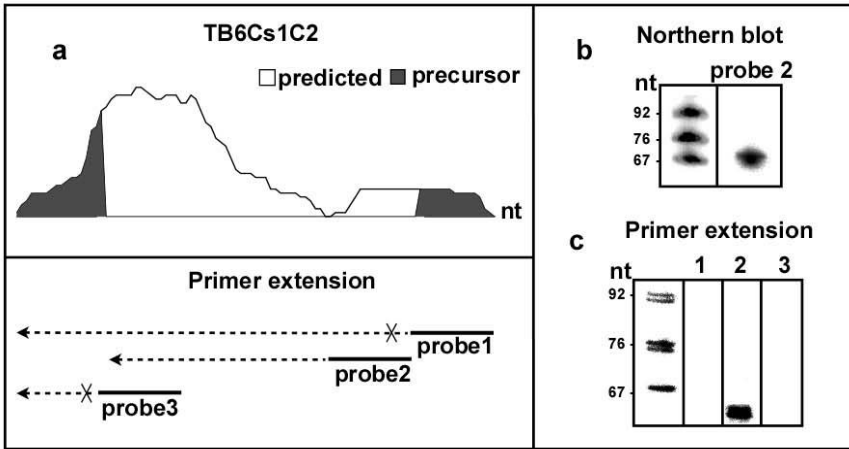 a
TB6Cs1C2
predicted
precursor
nt
Primer extension
probe1
probe2
probe3
b
Northern blot
nt
probe 2
92
76
67
c
Primer extension
nt
1
2
3
92
76
67